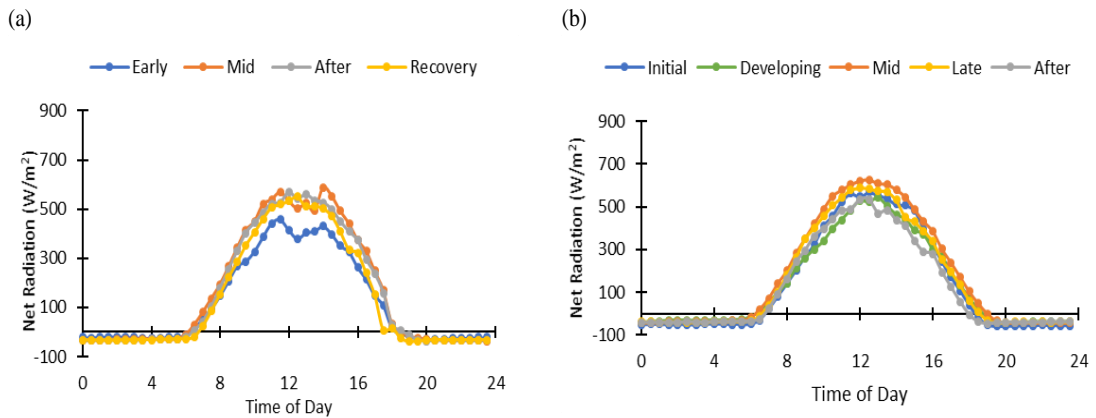 (a)
Early Mid After Recovery
900
700
500
300
100
-100
Net Radiation (W/m²)
0 4 8 12 16 20 24
Time of Day
(b)
Initial Developing Mid Late After
900
700
500
300
100
-100
Net Radiation (W/m²)
0 4 8 12 16 20 24
Time of Day